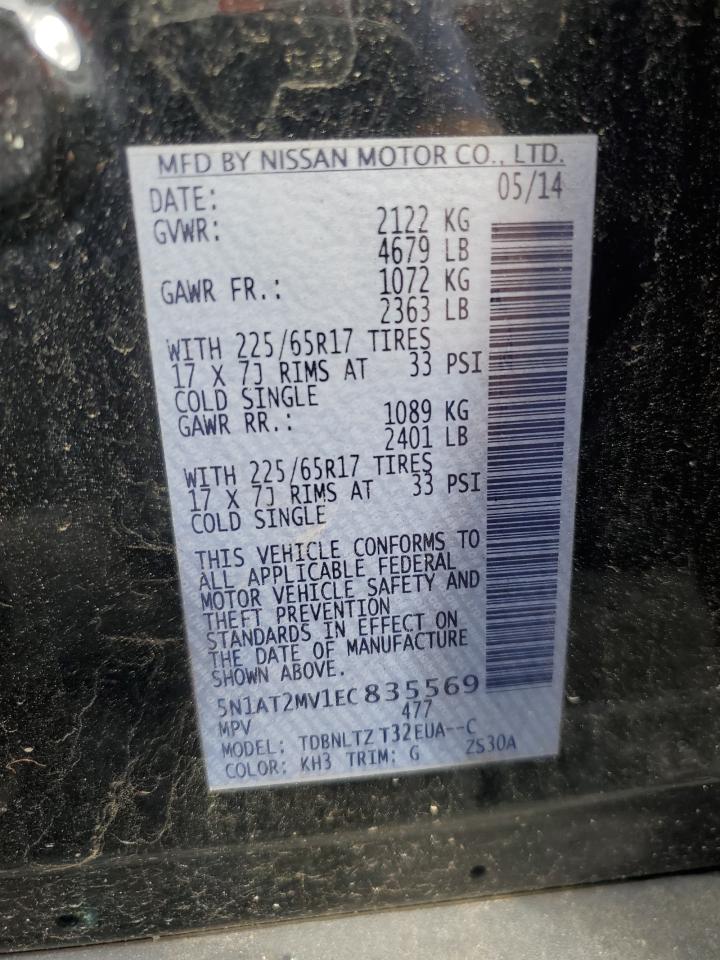 MFD BY NISSAN MOTOR CO., LTD.
DATE: 05/14
GVWR: 2122 KG
4679 LB
GAWR FR.: 1072 KG
2363 LB
WITH 225/65R17 TIRES
17 X 7J RIMS AT 33 PSI
COLD SINGLE
GAWR RR.: 1089 KG
2401 LB
WITH 225/65R17 TIRES
17 X 7J RIMS AT 33 PSI
COLD SINGLE
THIS VEHICLE CONFORMS TO
ALL APPLICABLE FEDERAL
MOTOR VEHICLE SAFETY AND
THEFT PREVENTION
STANDARDS IN EFFECT ON
THE DATE OF MANUFACTURE
SHOWN ABOVE.
5N1AT2MV1EC835569
MPV 477
MODEL: TDBNLTZ T32EUA--C
COLOR: KH3 TRIM: G ZS30A